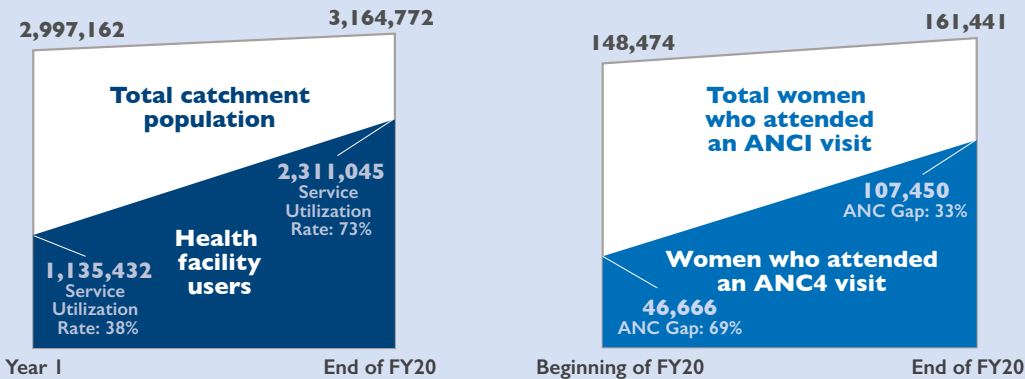 2,997,162
3,164,772
Total catchment
population
2,311,045
Service
Utilization
Rate: 73%
Health
facility
users
1,135,432
Service
Utilization
Rate: 38%
Year 1
End of FY20
148,474
161,441
Total women
who attended
an ANC1 visit
107,450
ANC Gap: 33%
Women who attended
an ANC4 visit
46,666
ANC Gap: 69%
Beginning of FY20
End of FY20